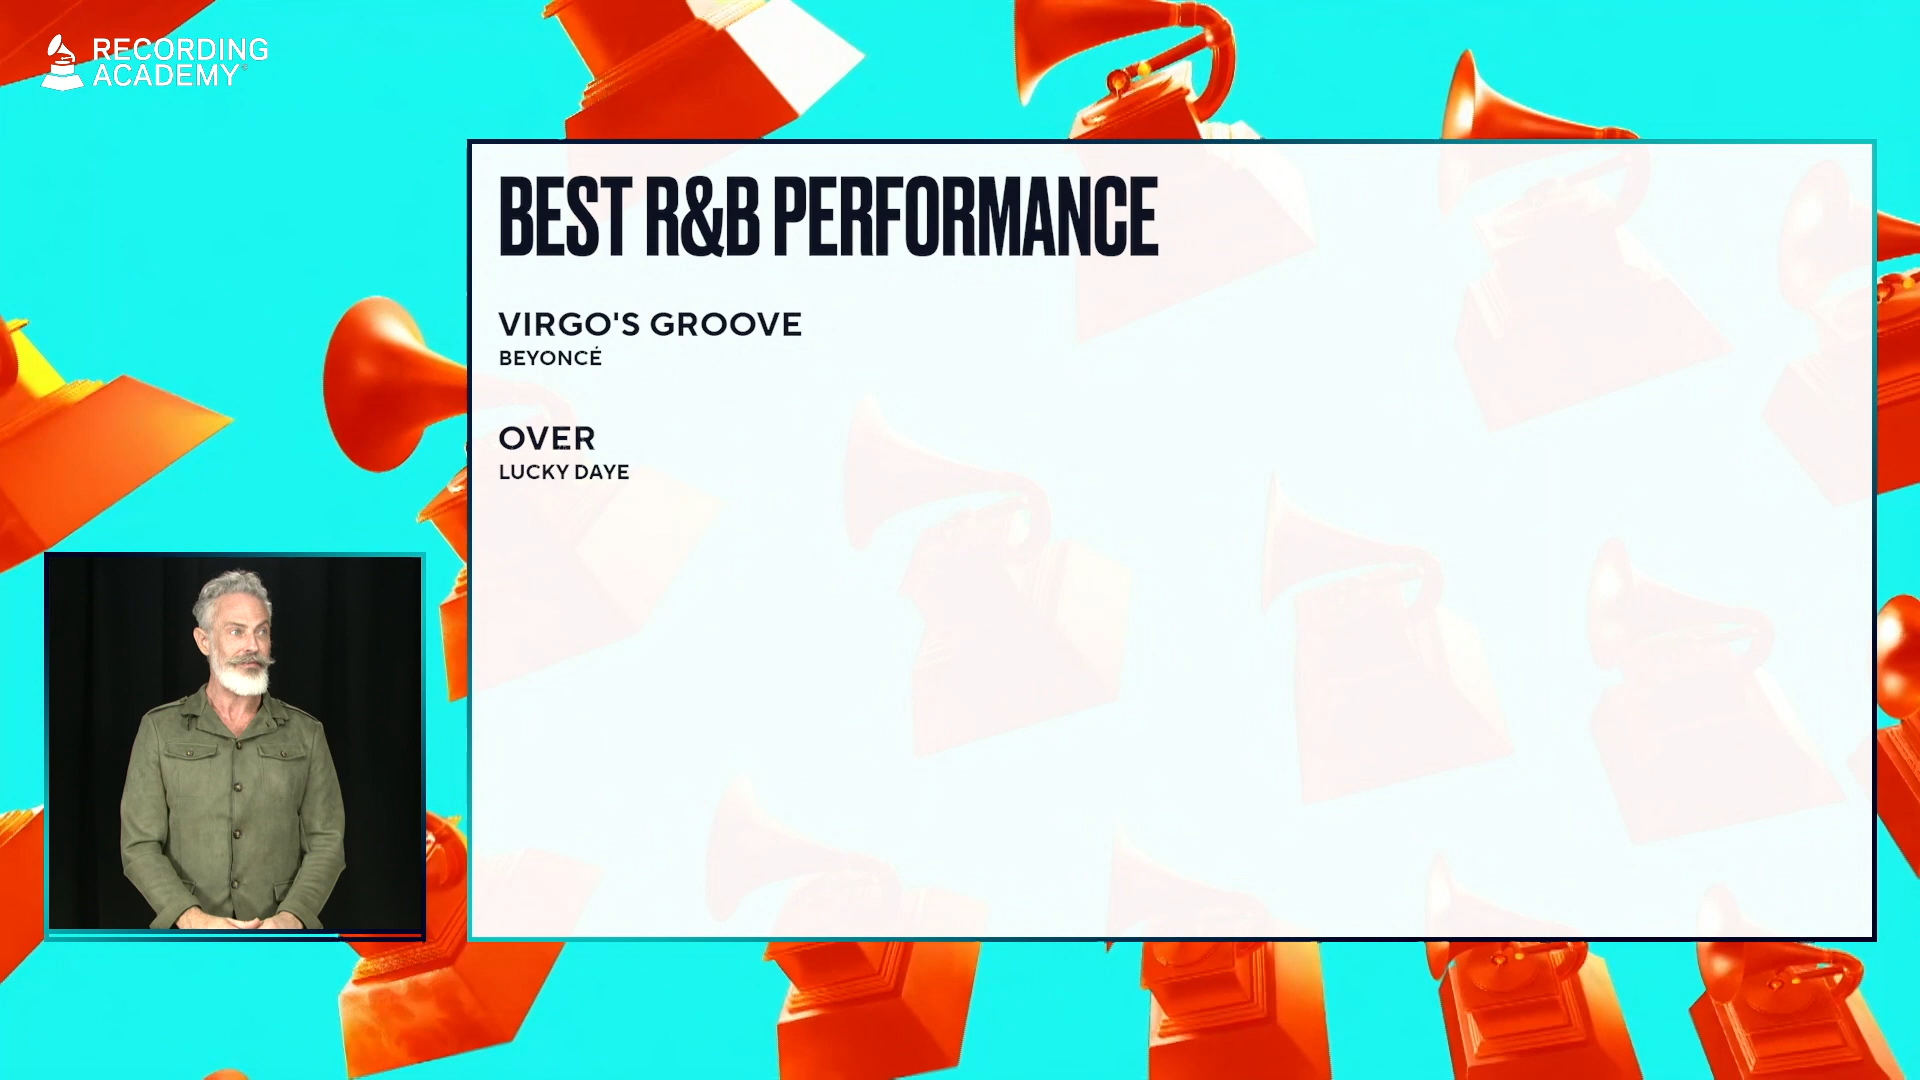 RECORDING
ACADEMY
BEST R&B PERFORMANCE
VIRGO'S GROOVE
BEYONCÉ
OVER
LUCKY DAYE